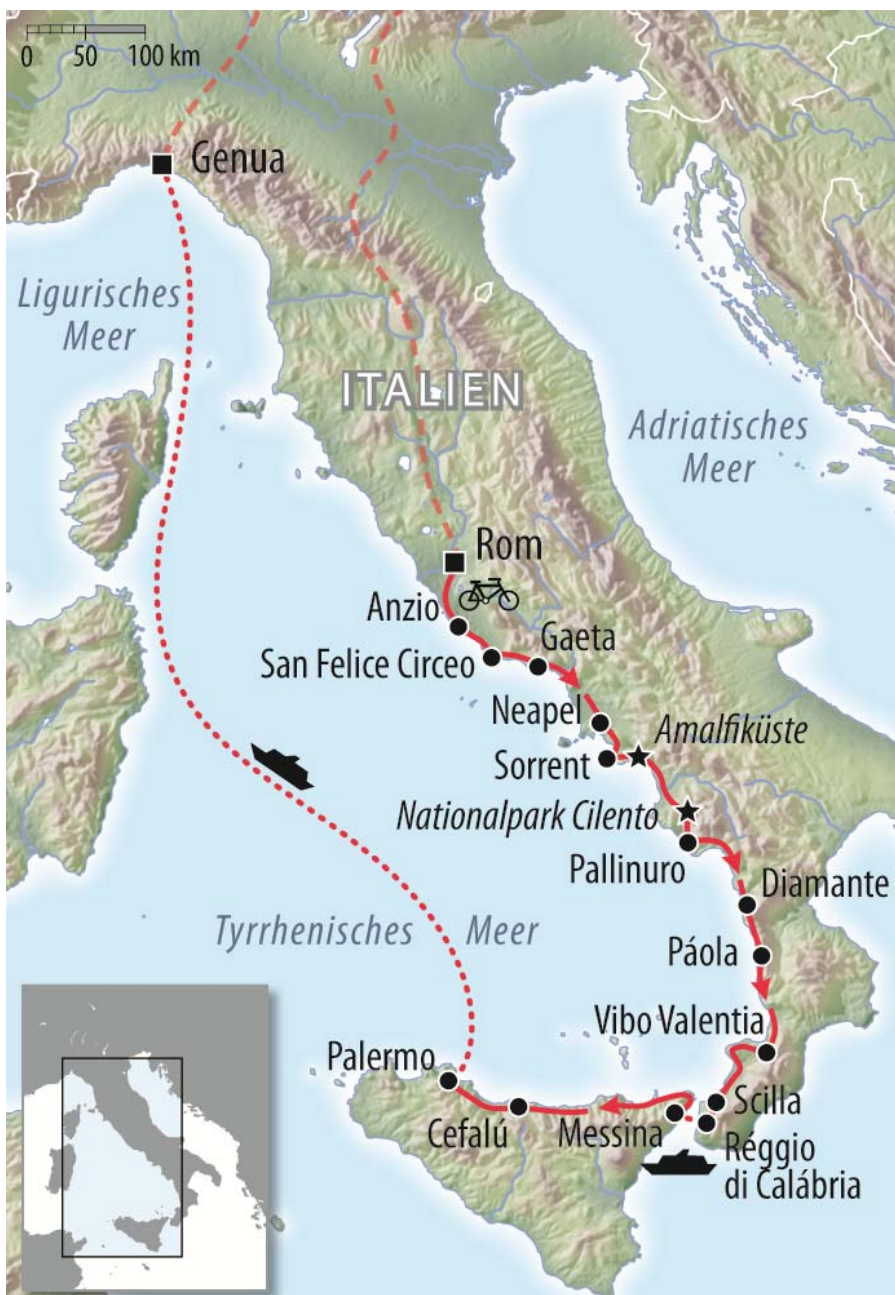 0 50 100 km
Genua
Ligurisches
Meer
ITALIEN
Adriatisches
Meer
Rom
Anzio
Gaeta
San Felice Circeo
Neapel
Amalfiküste
Sorrent
Nationalpark Cilento
Pallinuro
Diamante
Tyrrhenisches Meer
Páola
Vibo Valentia
Palermo
Scilla
Cefalú
Messina
Réggio
di Calábria